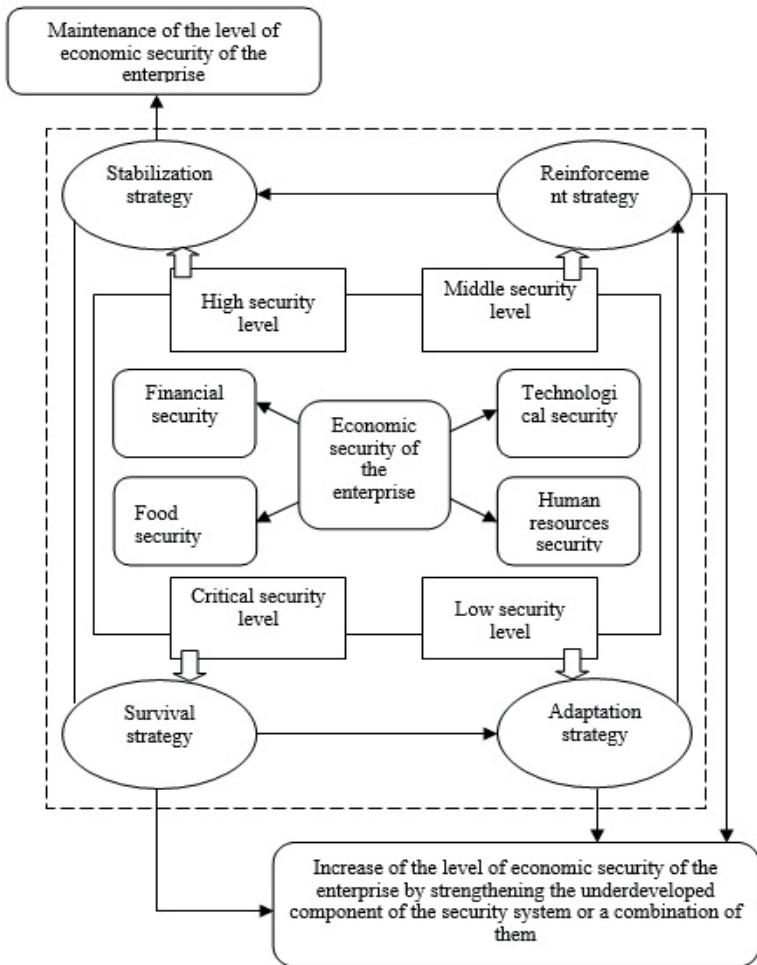 Maintenance of the level of
economic security of the
enterprise
Stabilization
strategy
Reinforceme
nt strategy
High security
level
Middle security
level
Financial
security
Technologi
cal security
Economic
security of
the
enterprise
Food
security
Human
resources
security
Critical security
level
Low security
level
Survival
strategy
Adaptation
strategy
Increase of the level of economic security of the
enterprise by strengthening the underdeveloped
component of the security system or a combination of
them